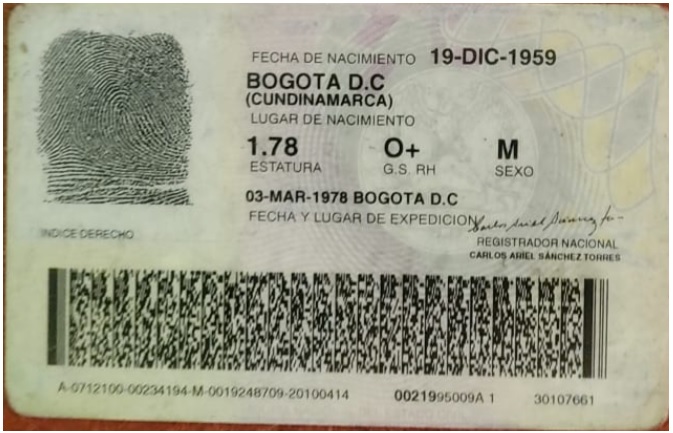 FECHA DE NACIMIENTO 19-DIC-1959
BOGOTA D.C
(CUNDINAMARCA)
LUGAR DE NACIMIENTO
1.78 O+ M
ESTATURA G.S. RH SEXO
03-MAR-1978 BOGOTA D.C
FECHA Y LUGAR DE EXPEDICION
INDICE DERECHO
REGISTRADOR NACIONAL
CARLOS ARIEL SÁNCHEZ TORRES
A-0712100-00234194-M-0019248709-20100414 0021995009A 1 30107661